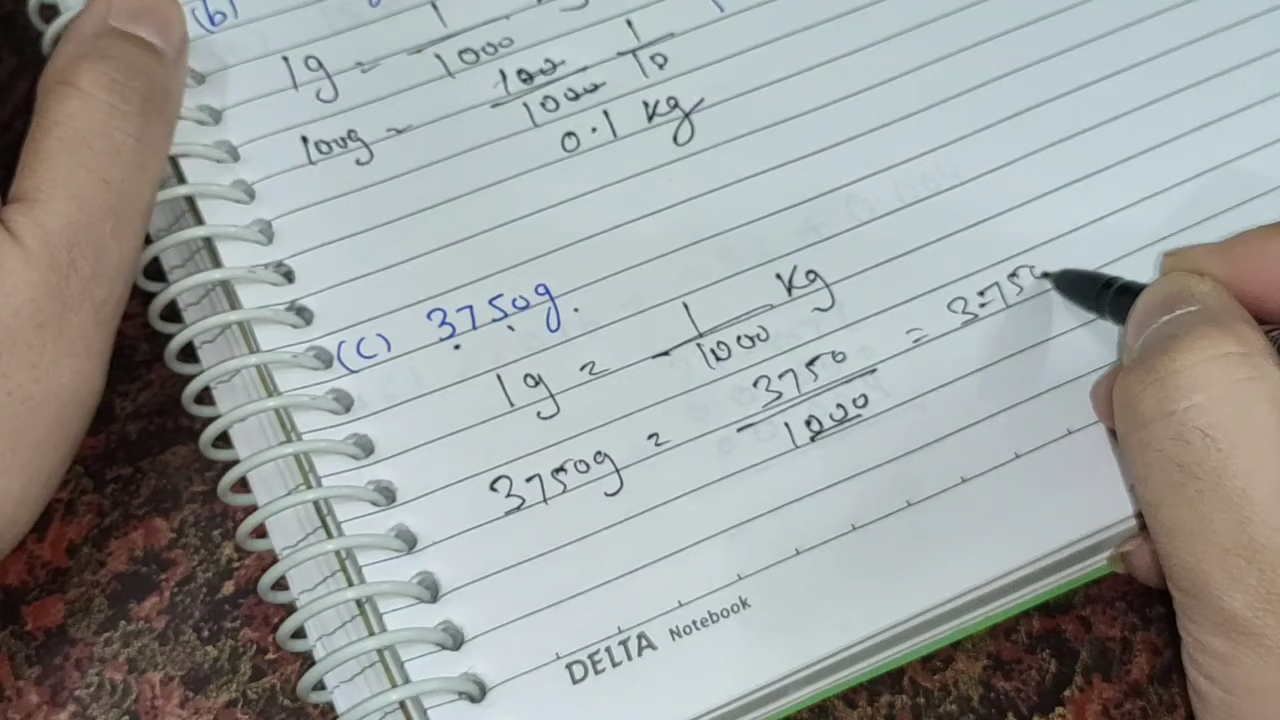 (b)
1g = 1/1000
100g = 100/1000 1/10
0.1 kg
(c) 3750g.
1g = 1/1000 kg
3750g = 3750/1000 = 3.750
DELTA Notebook